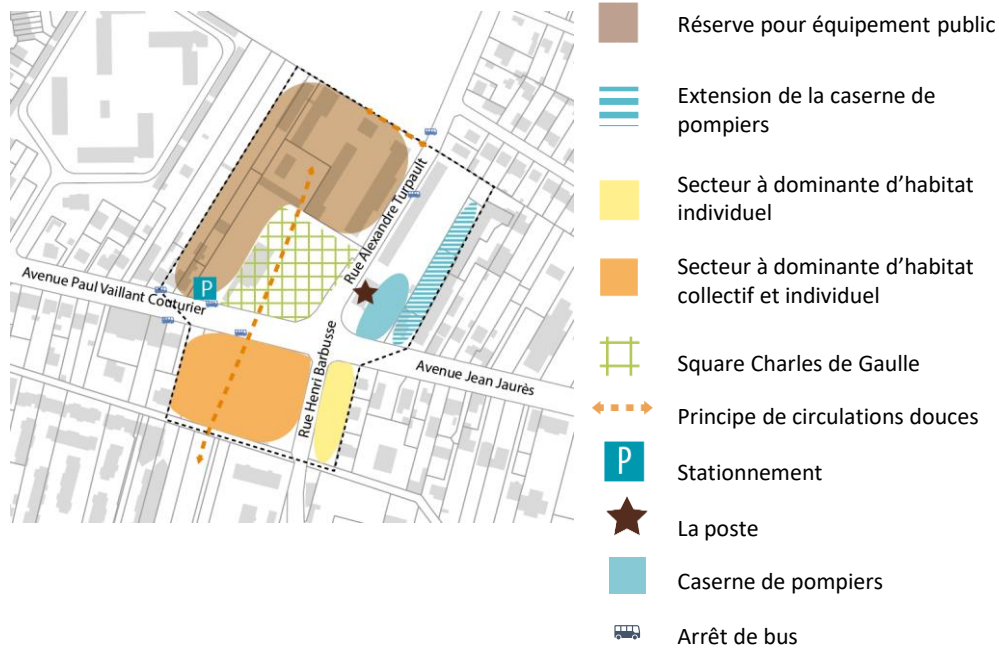 Réserve pour équipement public
Extension de la caserne de
pompiers
Secteur à dominante d’habitat
individuel
Secteur à dominante d’habitat
collectif et individuel
Square Charles de Gaulle
Principe de circulations douces
P
Stationnement
La poste
Caserne de pompiers
Arrêt de bus
Rue Alexandre Turpault
P
Avenue Paul Vaillant Couturier
Rue Henri Barbusse
Avenue Jean Jaurès